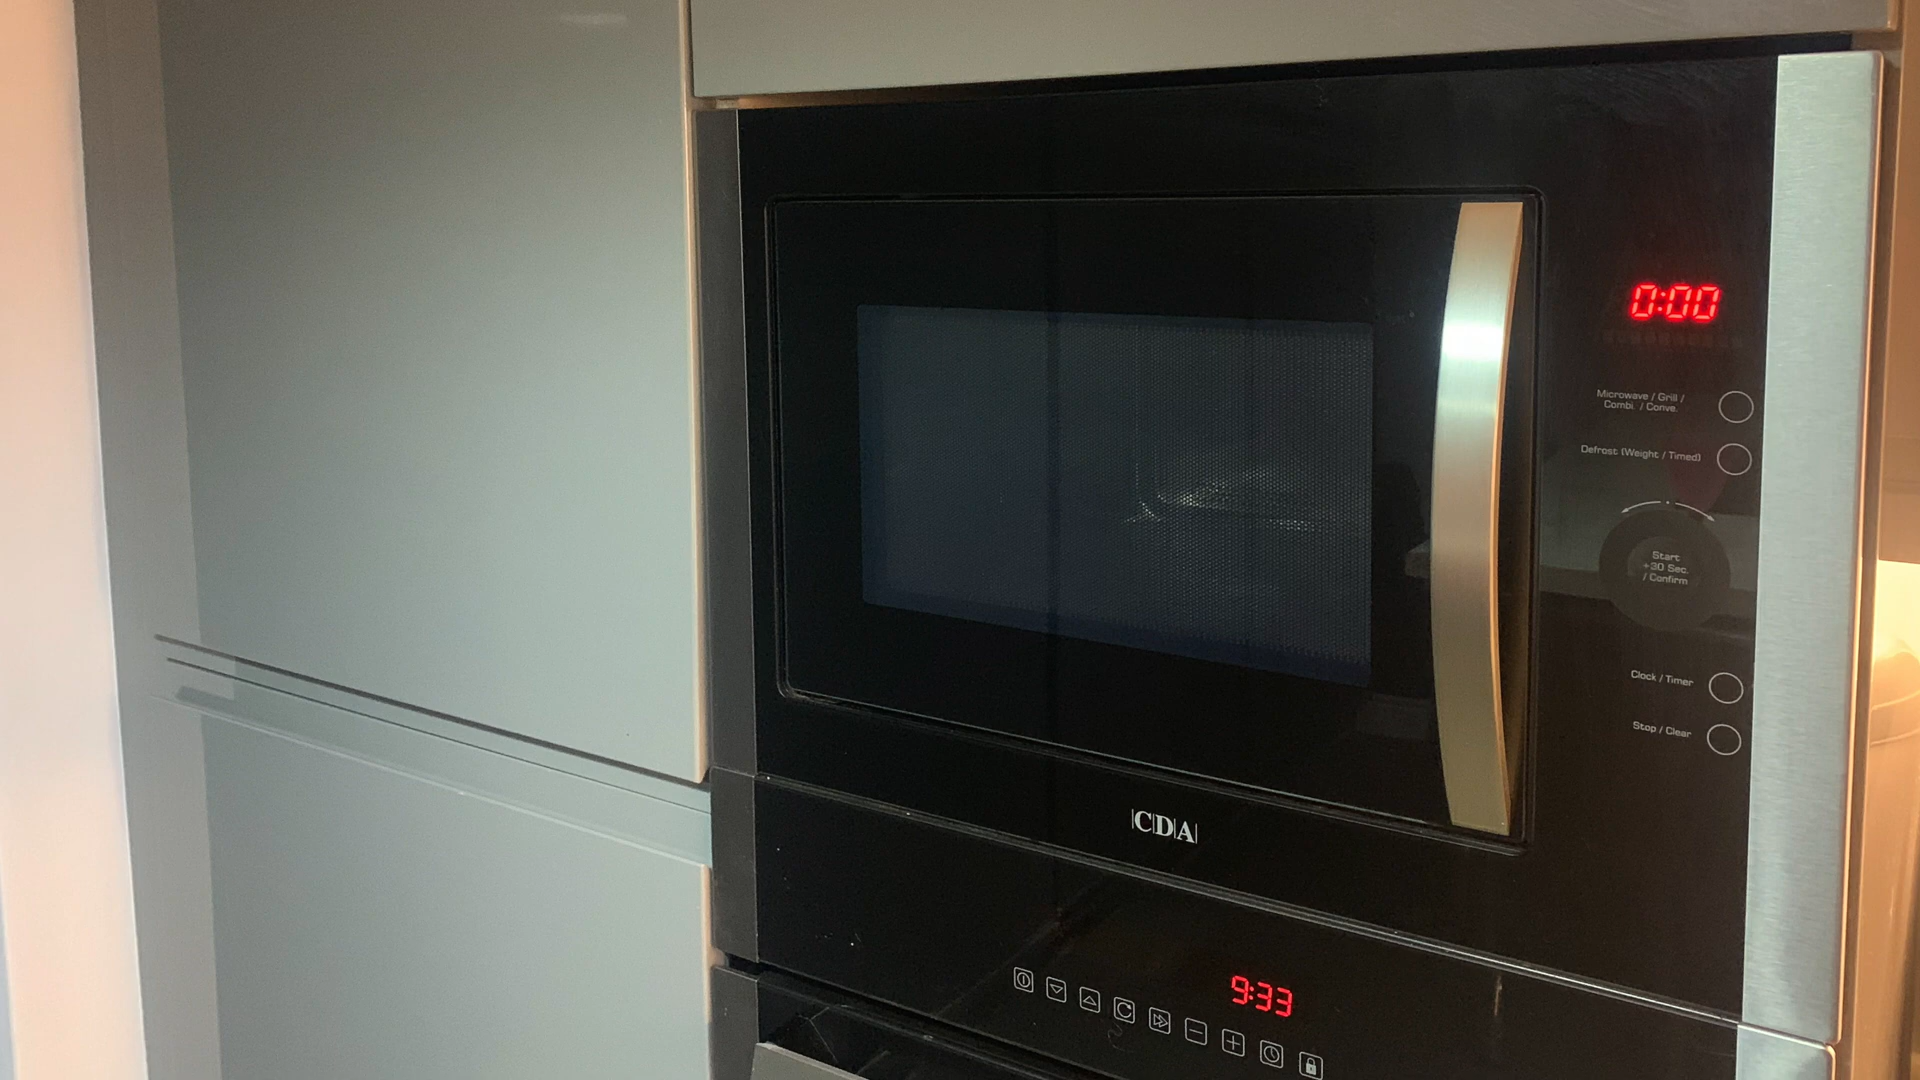 0:00
Microwave / Grill /
Combi. / Conve.
Defrost (Weight / Timed)
Start
+30 Sec.
/ Confirm
Clock / Timer
Stop / Clear
CDA
9:33